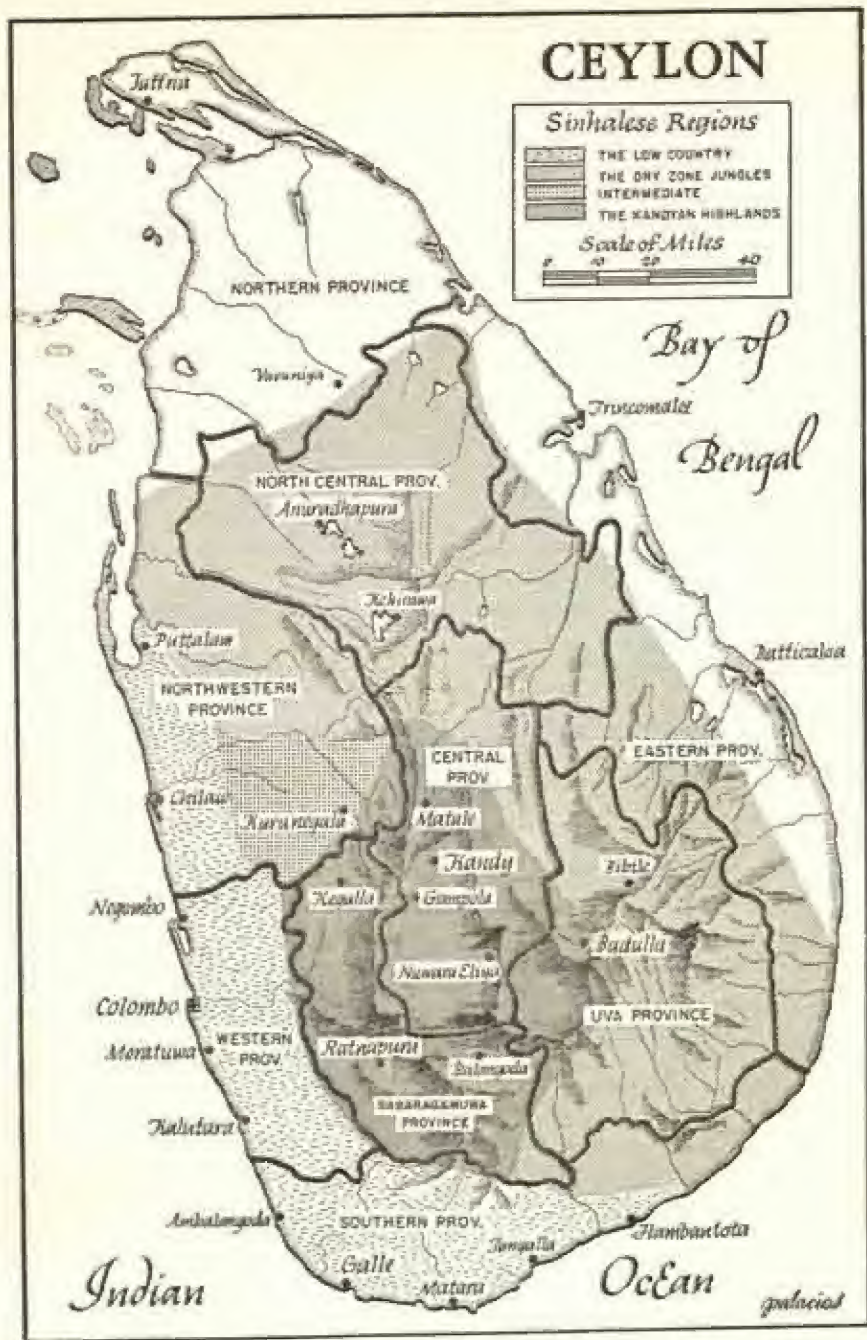 CEYLON
Sinhalese Regions
THE LOW COUNTRY
THE DRY ZONE JUNGLES
INTERMEDIATE
THE KANDYAN HIGHLANDS
Scale of Miles
0 10 20 40
Jaffna
NORTHERN PROVINCE
Bay of
Bengal
Vavuniya
Trincomalee
NORTH CENTRAL PROV.
Anuradhapura
Kekirawa
Puttalam
Batticaloa
NORTHWESTERN
PROVINCE
EASTERN PROV.
CENTRAL
PROV
Chilaw
Kurunegala
Matale
Kandy
Bibile
Kegalla
Gampola
Negombo
Badulla
Nuwara Eliya
Colombo
UVA PROVINCE
WESTERN
PROV.
Moratuwa
Ratnapura
Balangoda
SABARAGAMUWA
PROVINCE
Kalutara
Ambalangoda
SOUTHERN PROV.
Hambantota
Tangalla
Galle
Matara
Indian
Ocean
palacios